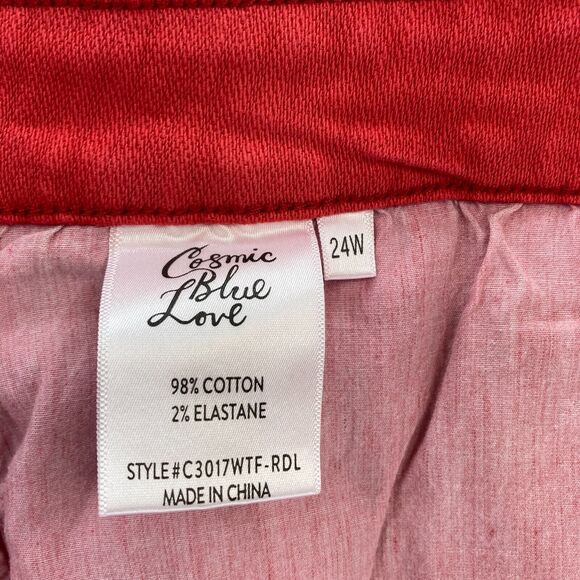 Cosmic
Blue
Love
24W
98% COTTON
2% ELASTANE
STYLE#C3017WTF-RDL
MADE IN CHINA